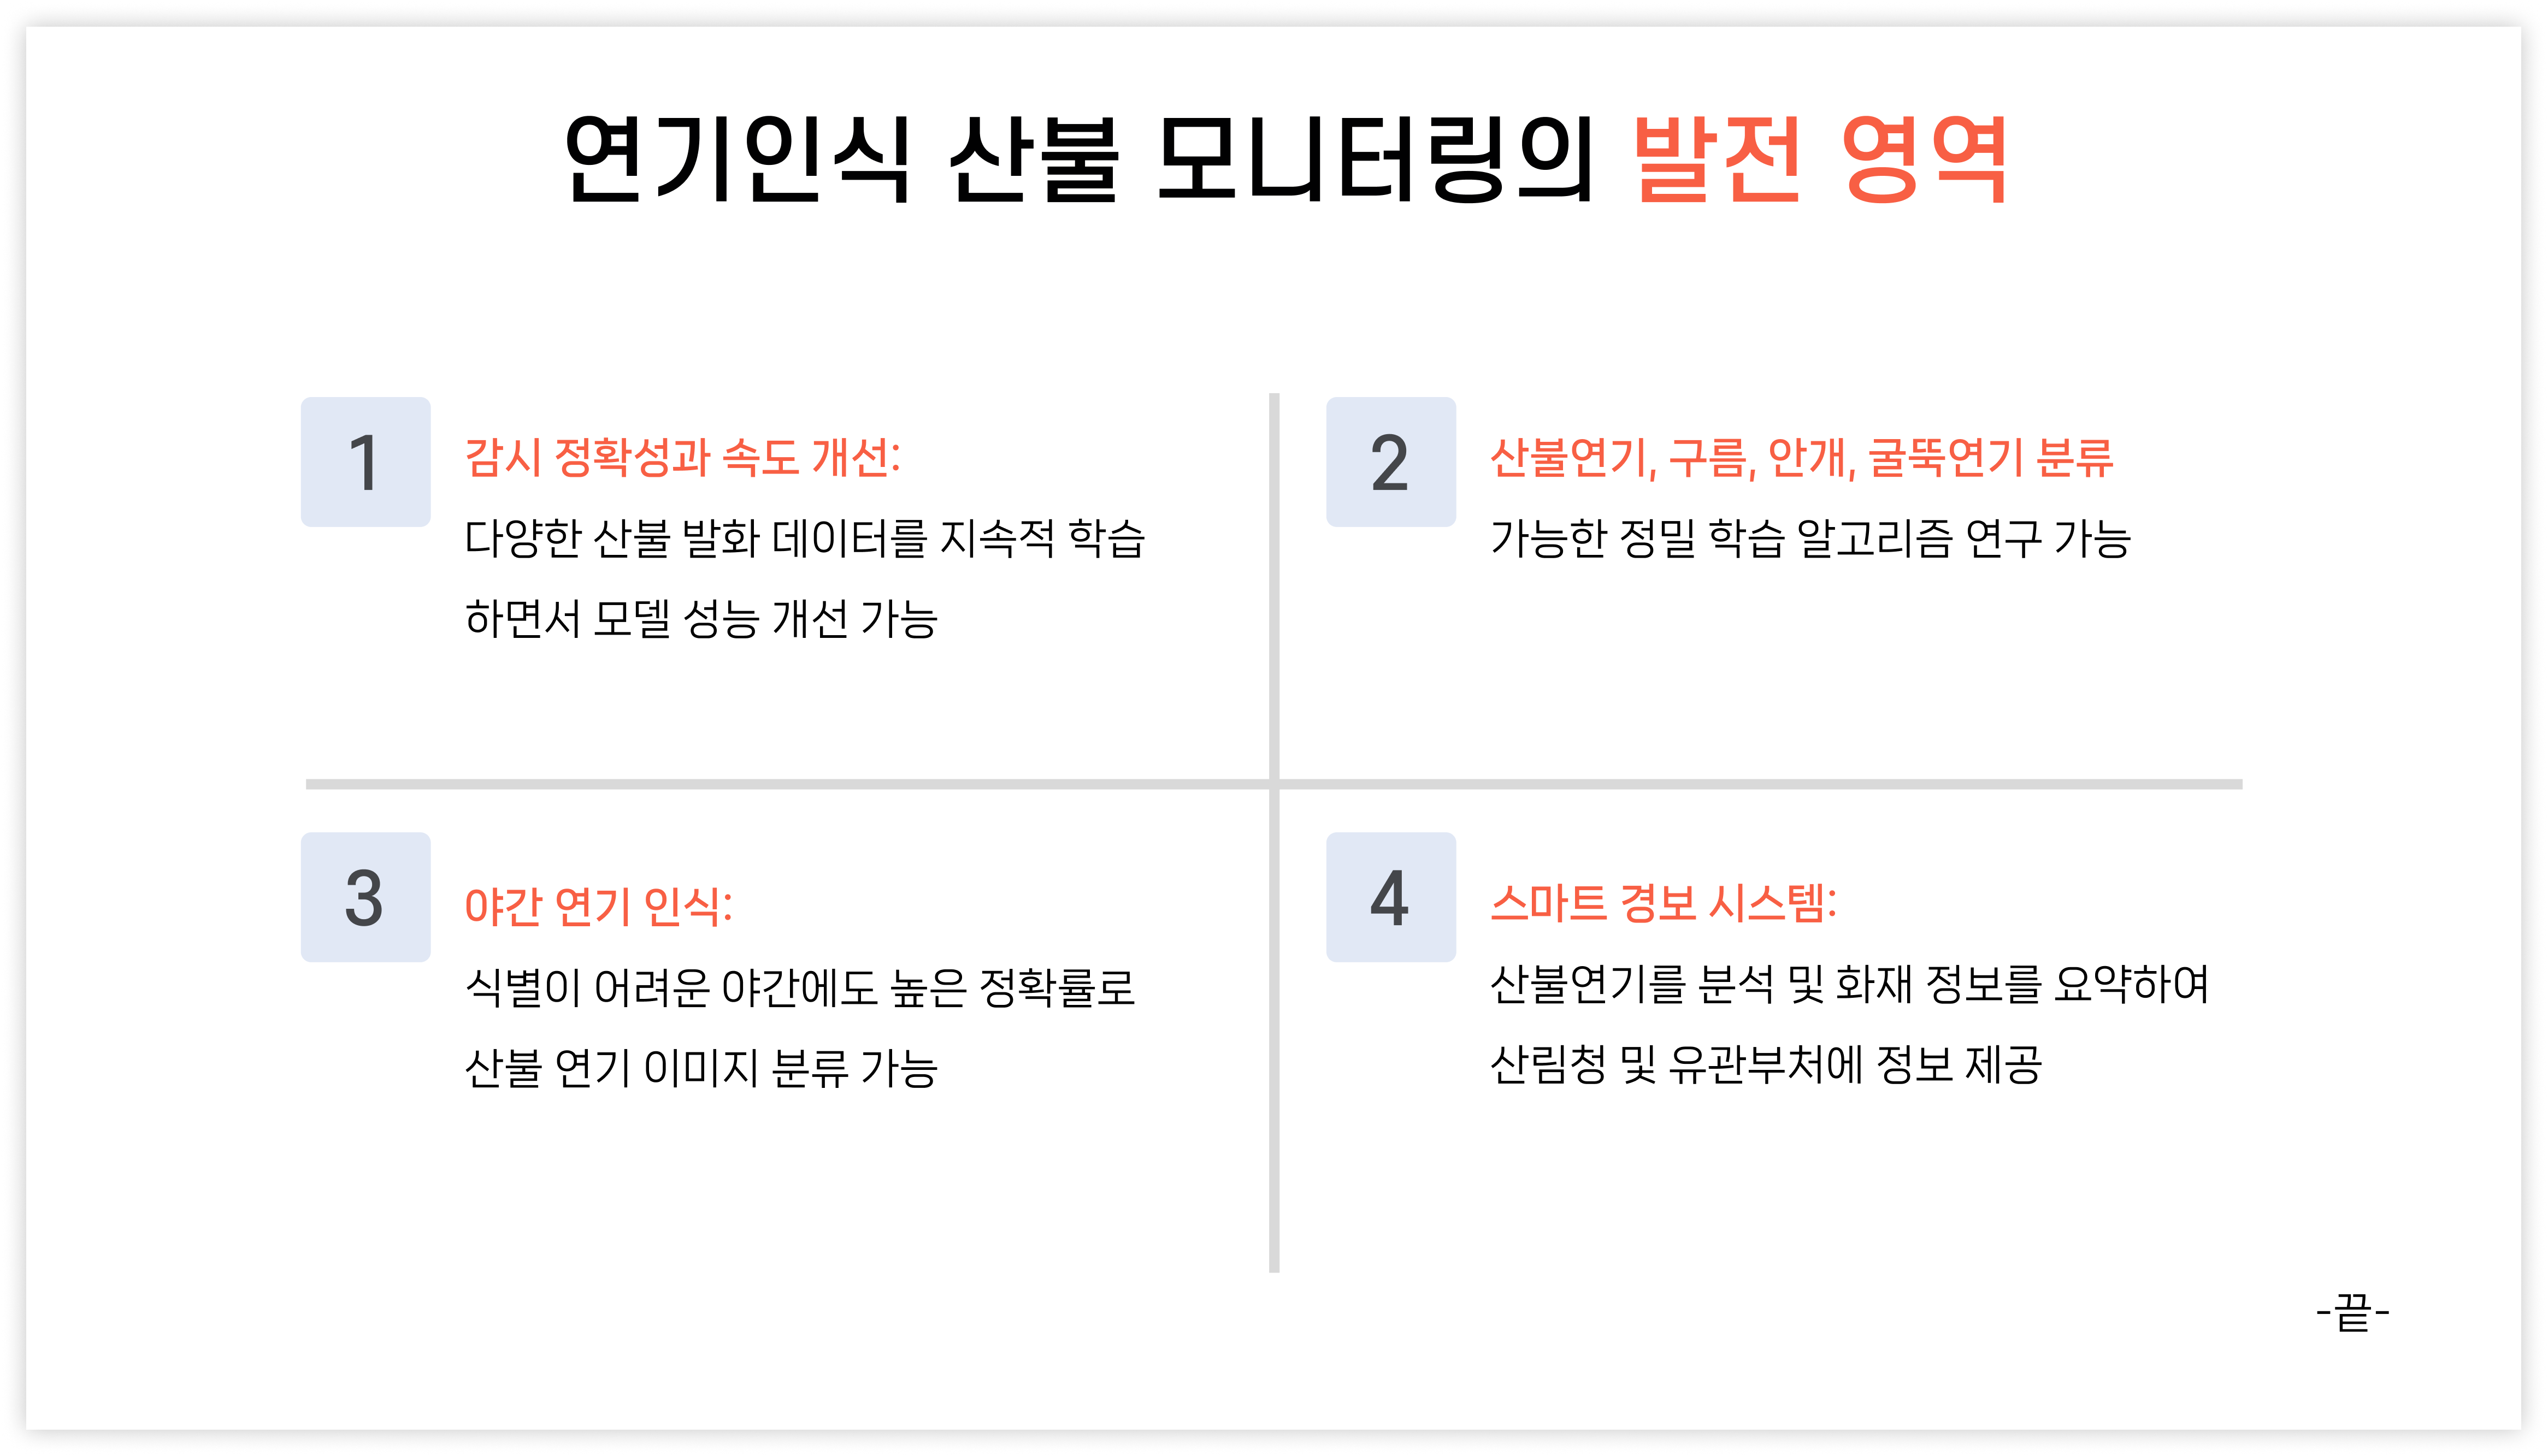 연기인식 산불 모니터링의 발전 영역
1
감시 정확성과 속도 개선:
다양한 산불 발화 데이터를 지속적 학습
하면서 모델 성능 개선 가능
2
산불연기, 구름, 안개, 굴뚝연기 분류
가능한 정밀 학습 알고리즘 연구 가능
3
야간 연기 인식:
식별이 어려운 야간에도 높은 정확률로
산불 연기 이미지 분류 가능
4
스마트 경보 시스템:
산불연기를 분석 및 화재 정보를 요약하여
산림청 및 유관부처에 정보 제공
-끝-